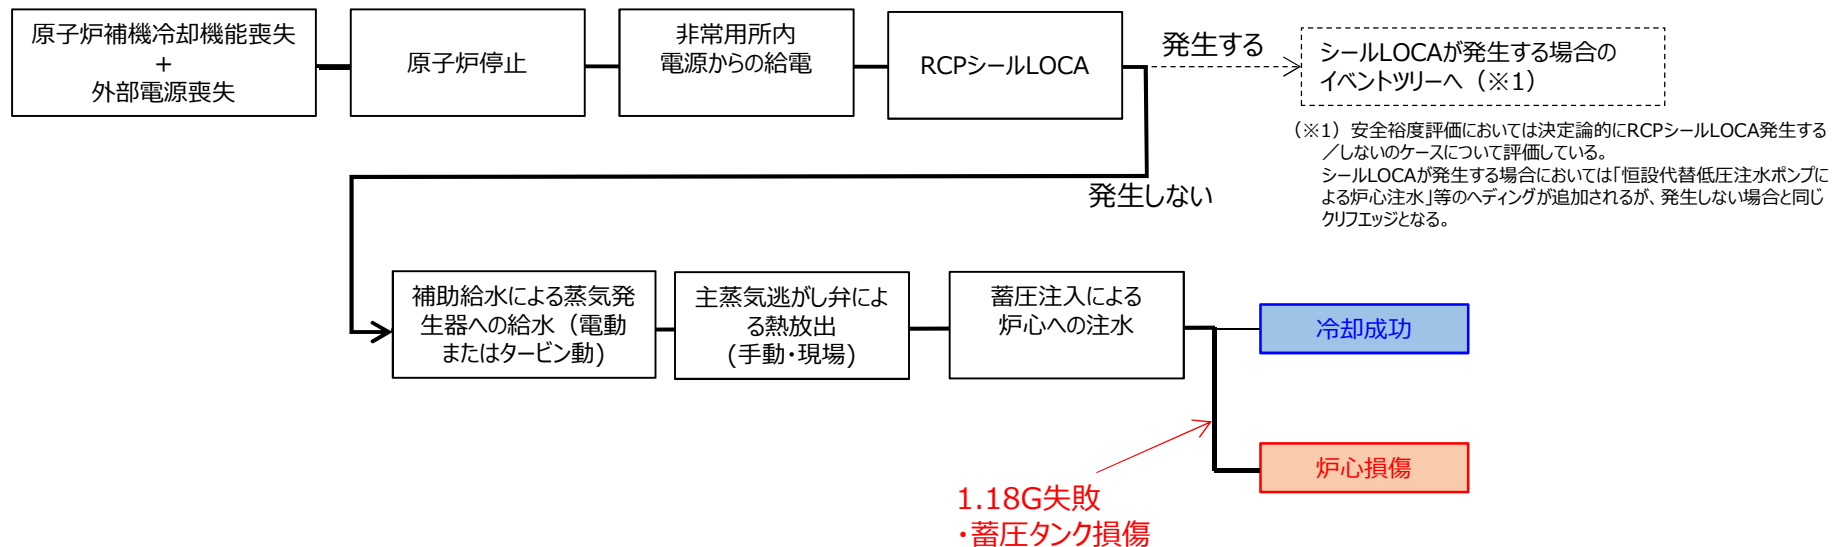 原子炉補機冷却機能喪失
+
外部電源喪失
原子炉停止
非常用所内
電源からの給電
RCPシールLOCA
発生する
シールLOCAが発生する場合の
イベントツリーへ（※1）
（※1）安全裕度評価においては決定論的にRCPシールLOCA発生する
／しないのケースについて評価している。
シールLOCAが発生する場合においては「恒設代替低圧注水ポンプに
よる炉心注水」等のヘディングが追加されるが、発生しない場合と同じ
クリフエッジとなる。
発生しない
補助給水による蒸気発
生器への給水（電動
またはタービン動)
主蒸気逃がし弁によ
る熱放出
(手動・現場)
蓄圧注入による
炉心への注水
冷却成功
炉心損傷
1.18G失敗
・蓄圧タンク損傷